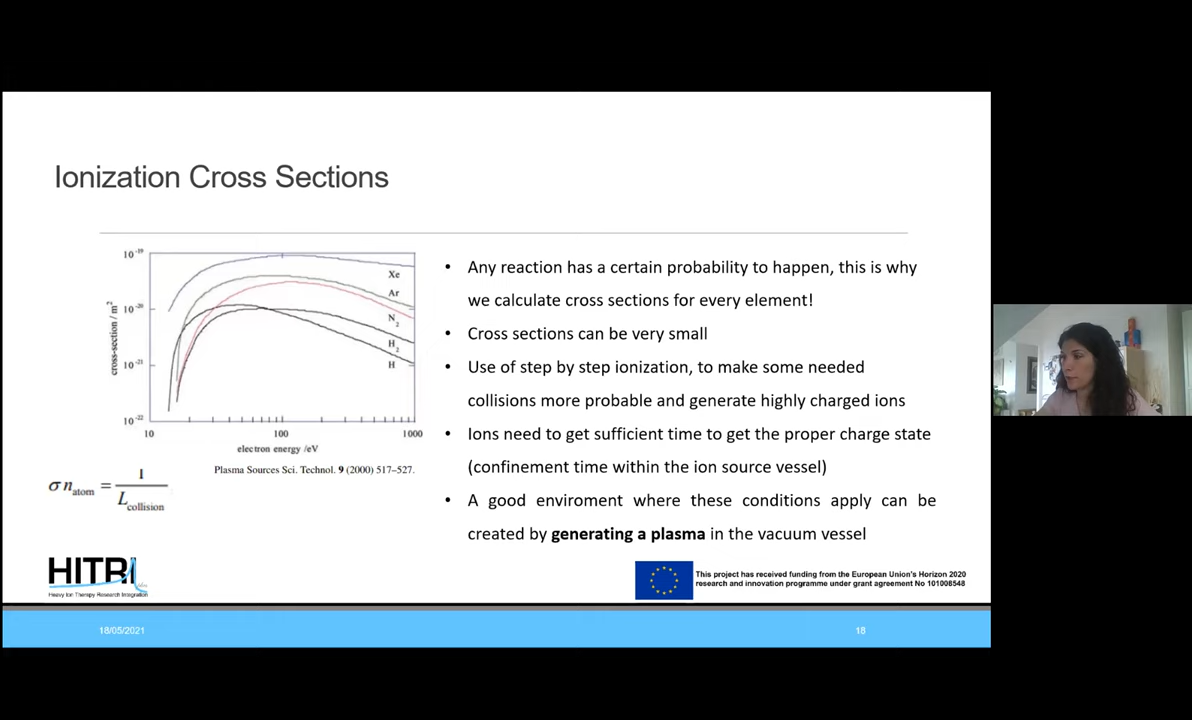 Ionization Cross Sections
10⁻¹⁹
10⁻²⁰
10⁻²¹
10⁻²²
cross-section / m²
Xe
Ar
N₂
H₂
H
10
100
1000
electron energy /eV
Plasma Sources Sci. Technol. 9 (2000) 517–527.
σ n_atom = 1 / L_collision
• Any reaction has a certain probability to happen, this is why
we calculate cross sections for every element!
• Cross sections can be very small
• Use of step by step ionization, to make some needed
collisions more probable and generate highly charged ions
• Ions need to get sufficient time to get the proper charge state
(confinement time within the ion source vessel)
• A good enviroment where these conditions apply can be
created by generating a plasma in the vacuum vessel
HITRI
Heavy Ion Therapy Research Integration
This project has received funding from the European Union's Horizon 2020
research and innovation programme under grant agreement No 101008548
18/05/2021
18